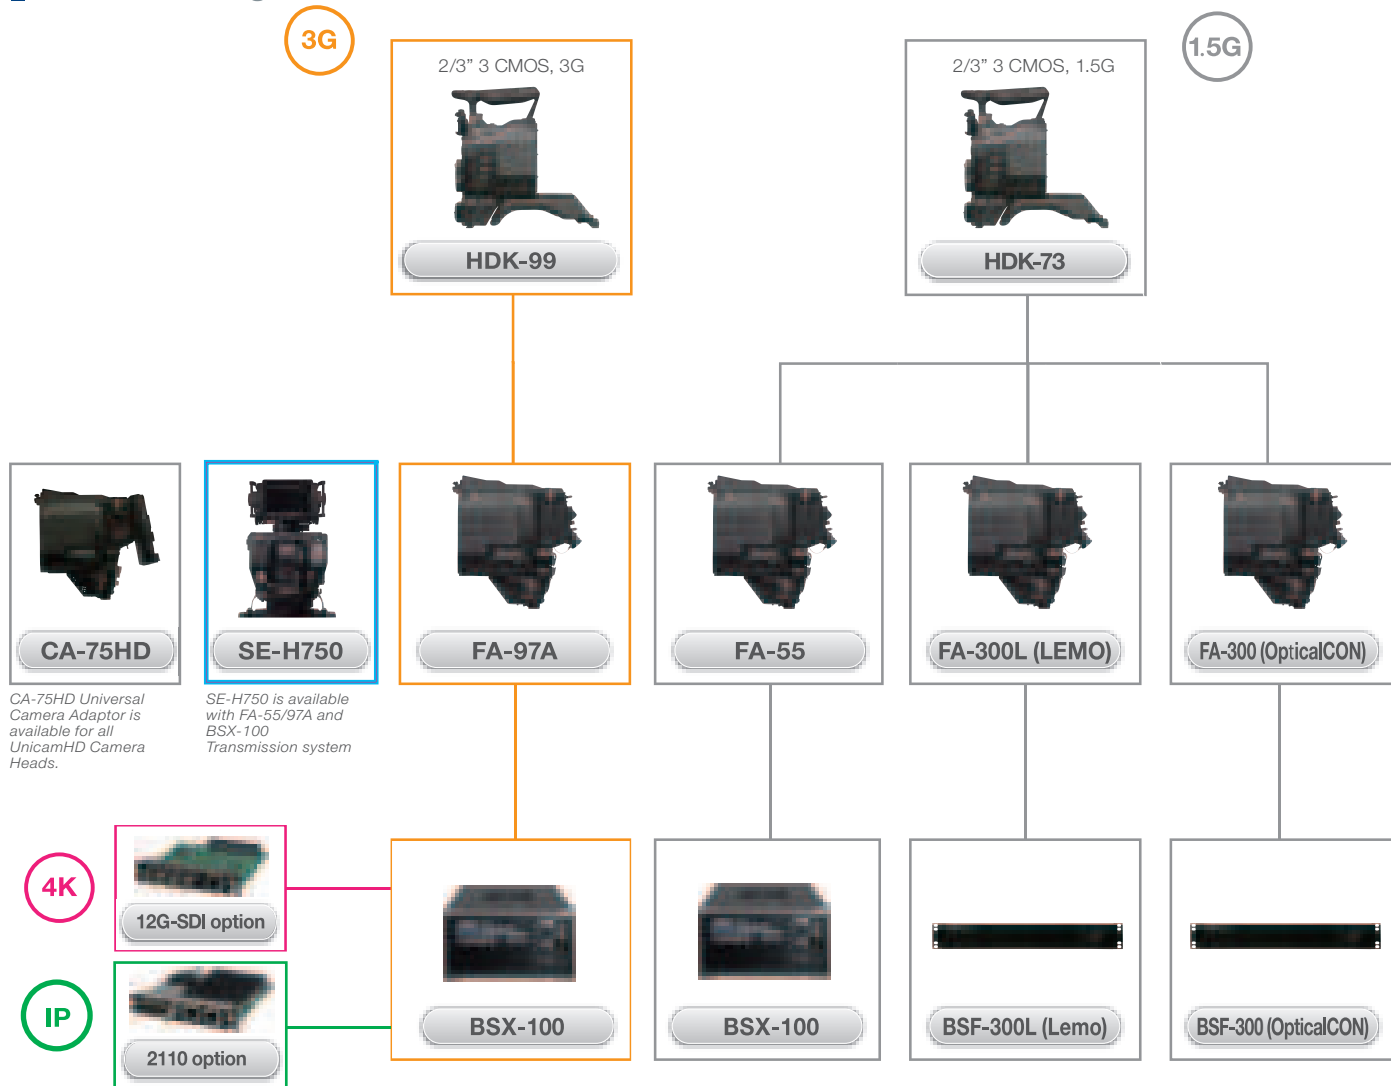 3G
2/3” 3 CMOS, 3G
HDK-99
2/3” 3 CMOS, 1.5G
HDK-73
1.5G
CA-75HD
SE-H750
FA-97A
FA-55
FA-300L (LEMO)
FA-300 (OpticalCON)
CA-75HD Universal
Camera Adaptor is
available for all
UnicamHD Camera
Heads.
SE-H750 is available
with FA-55/97A and
BSX-100
Transmission system
4K
12G-SDI option
IP
2110 option
BSX-100
BSX-100
BSF-300L (Lemo)
BSF-300 (OpticalCON)